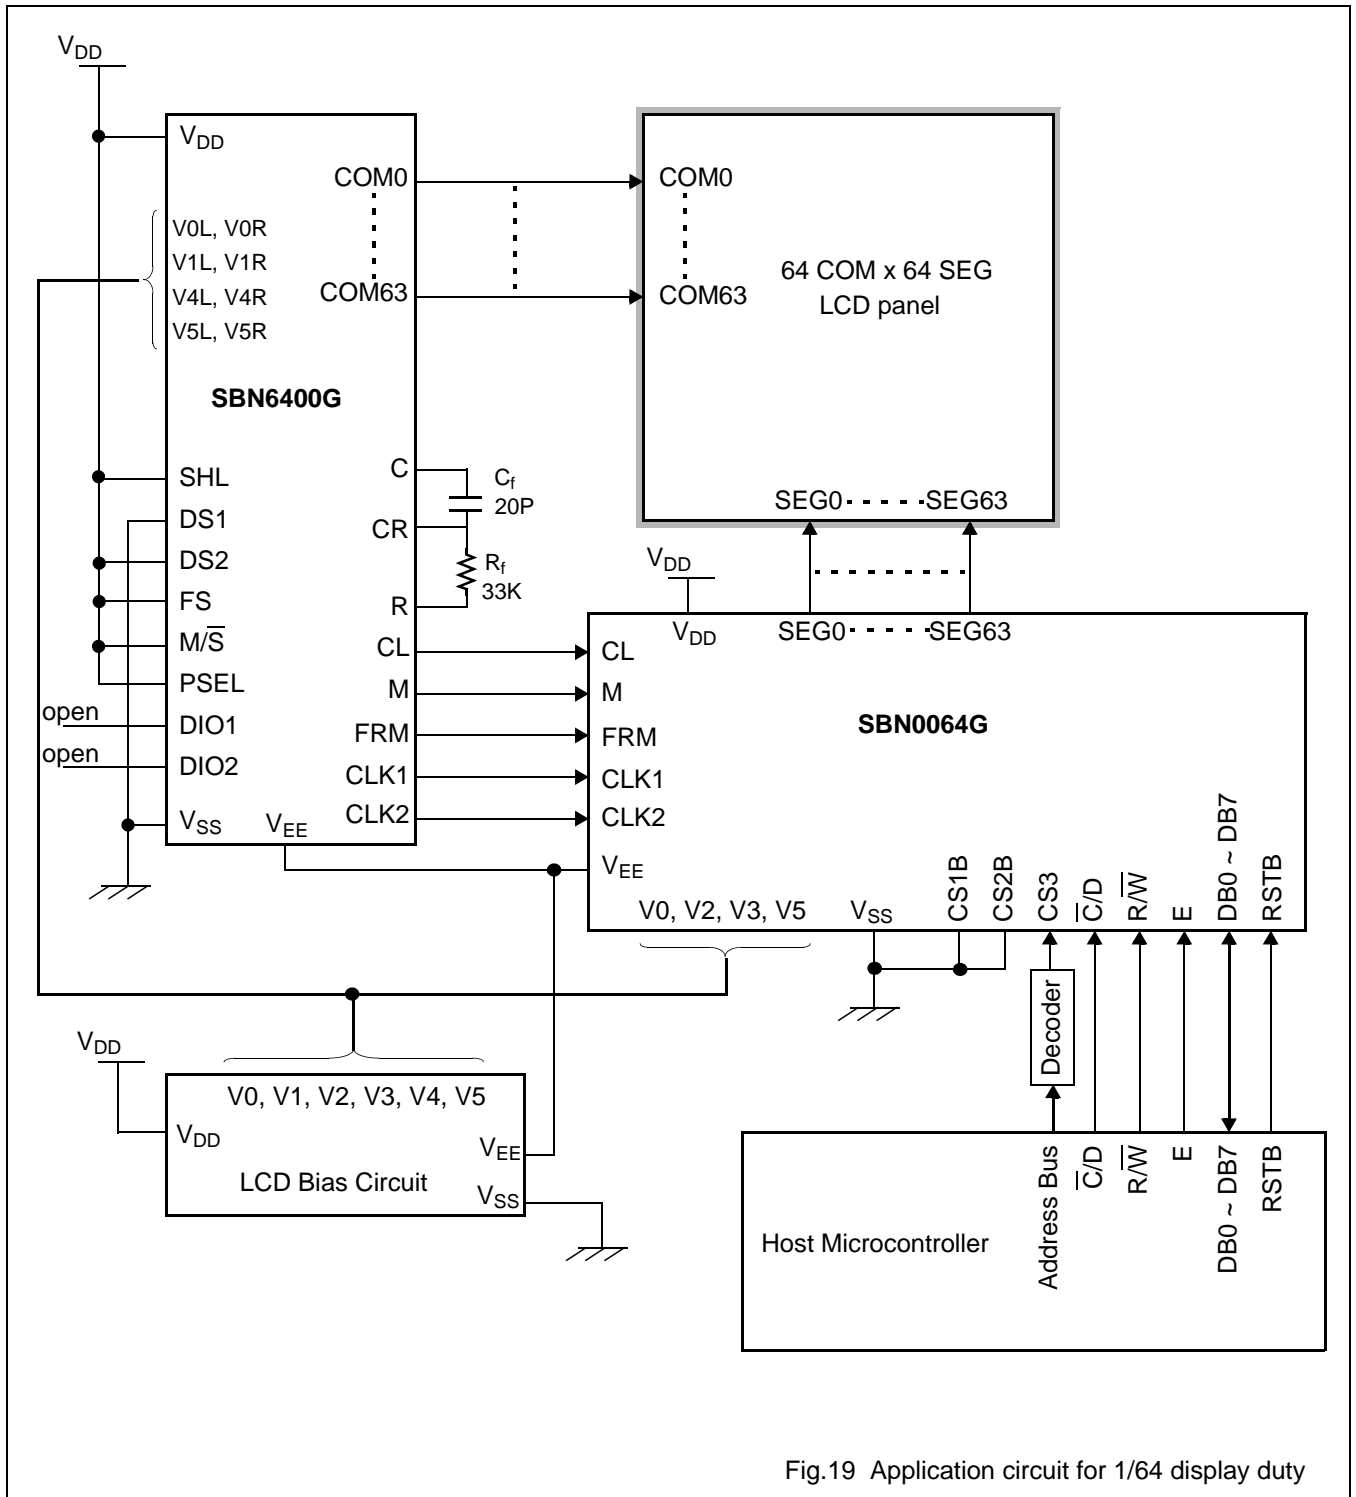 VDD
VDD
COM0
COM0
V0L, V0R
V1L, V1R
V4L, V4R
V5L, V5R
COM63
COM63
64 COM x 64 SEG
LCD panel
SBN6400G
SHL
DS1
DS2
FS
M/S̅
PSEL
DIO1
DIO2
open
open
VSS
VEE
C
CR
R
CL
M
FRM
CLK1
CLK2
Cf
20P
Rf
33K
SEG0
SEG63
VDD
VDD
SEG0
SEG63
CL
M
FRM
CLK1
CLK2
VEE
SBN0064G
V0, V2, V3, V5
VSS
CS1B
CS2B
CS3
C̅/D
R/W̅
E
DB0 ~ DB7
RSTB
Decoder
VDD
V0, V1, V2, V3, V4, V5
VDD
VEE
LCD Bias Circuit
VSS
Address Bus
C̅/D
R/W̅
E
DB0 ~ DB7
RSTB
Host Microcontroller
Fig.19 Application circuit for 1/64 display duty